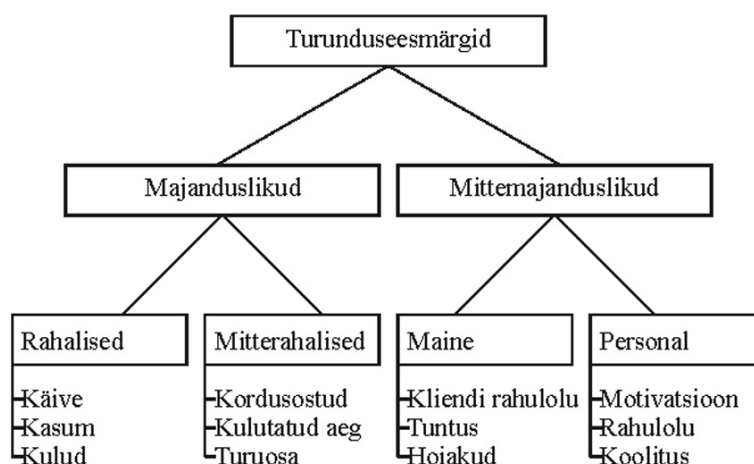 Turunduseesmärgid
Majanduslikud
Mittemajanduslikud
Rahalised
Mitterahalised
Maine
Personal
Käive
Kordusostud
Kliendi rahulolu
Motivatsioon
Kasum
Kulutatud aeg
Tuntus
Rahulolu
Kulud
Turuosa
Hoiakud
Koolitus